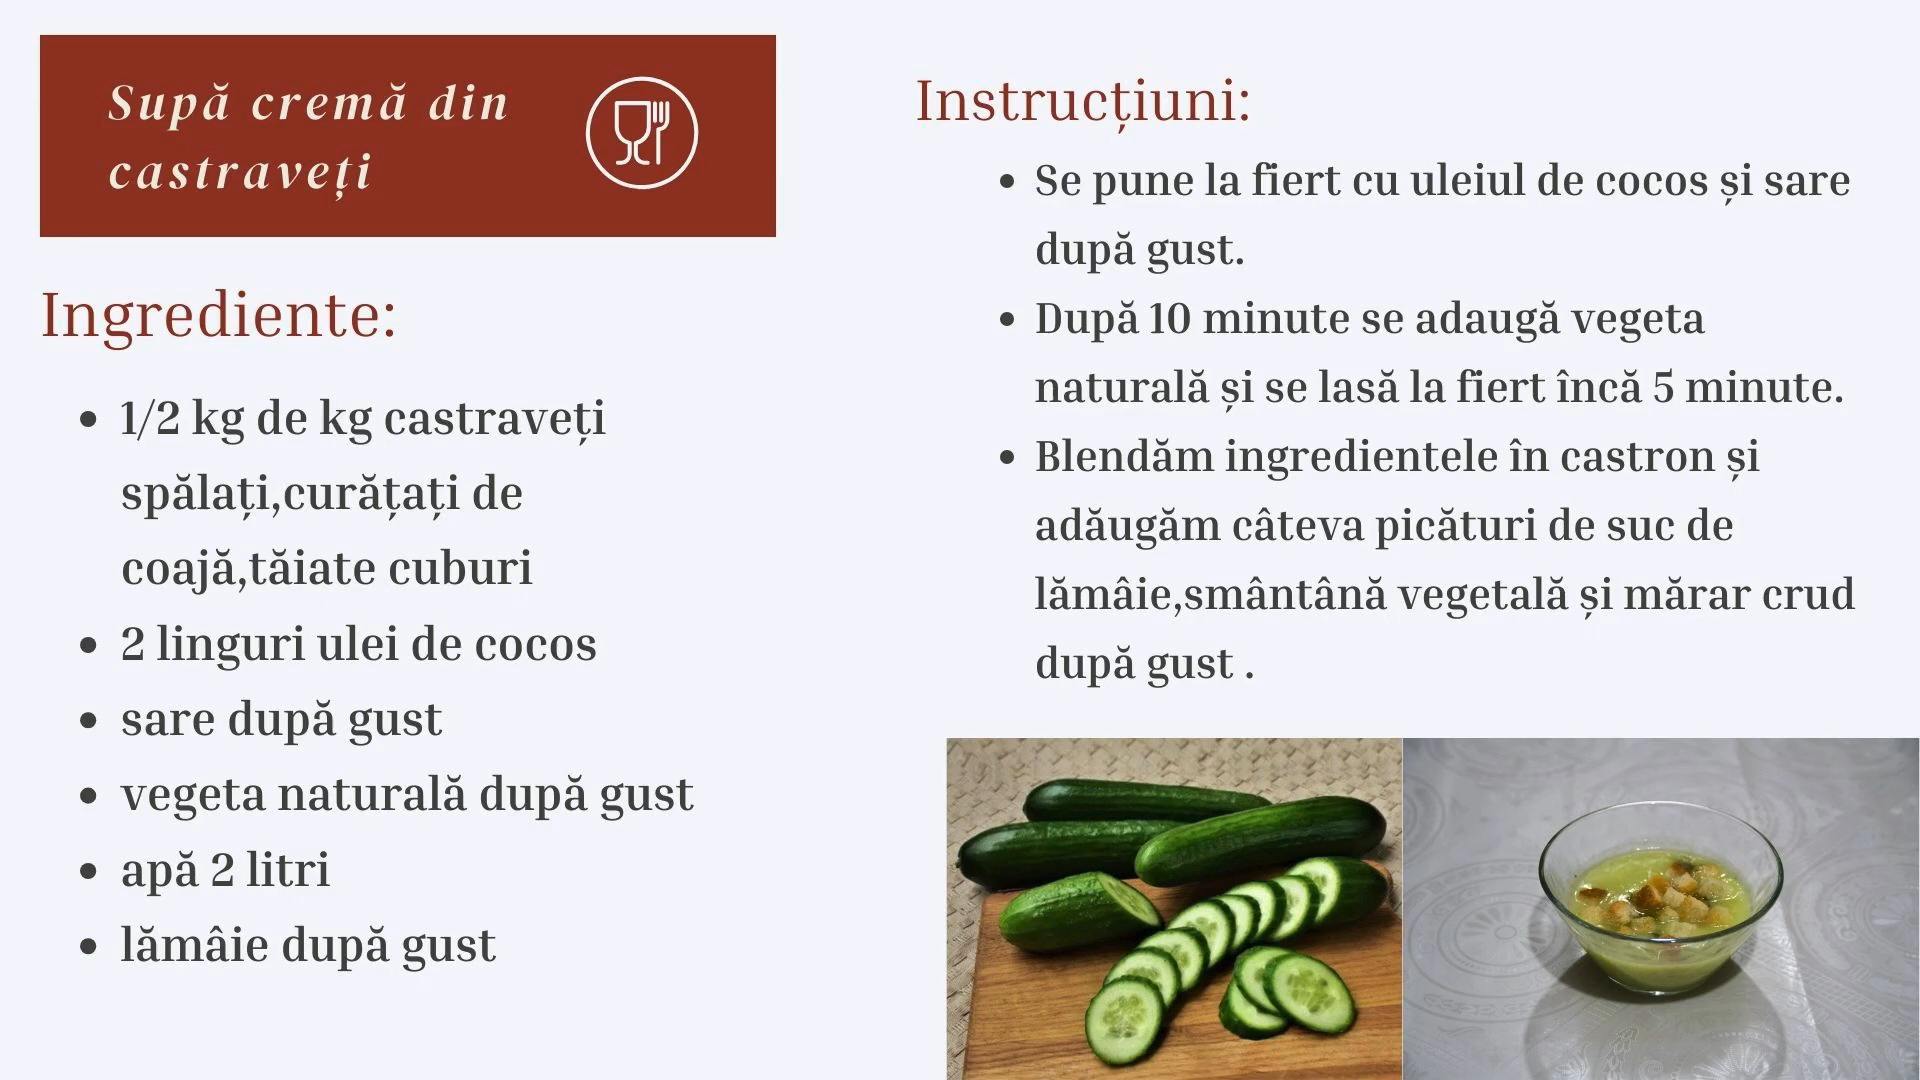 Supă cremă din
castraveți
Ingrediente:
• 1/2 kg de kg castraveți
spălați,curățați de
coajă,tăiate cuburi
• 2 linguri ulei de cocos
• sare după gust
• vegeta naturală după gust
• apă 2 litri
• lămâie după gust
Instrucțiuni:
• Se pune la fiert cu uleiul de cocos și sare
după gust.
• După 10 minute se adaugă vegeta
naturală și se lasă la fiert încă 5 minute.
• Blendăm ingredientele în castron și
adăugăm câteva picături de suc de
lămâie,smântână vegetală și mărar crud
după gust .